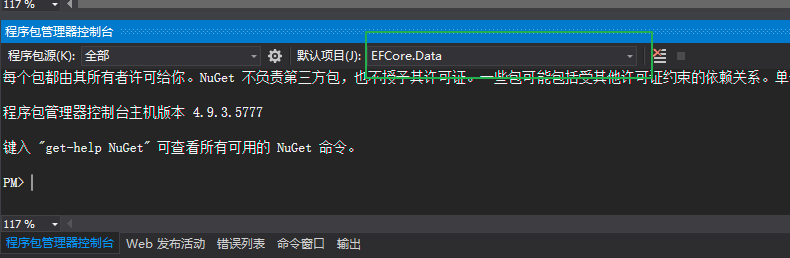 117 %
程序包管理器控制台
程序包源(K): 全部 默认项目(J): EFCore.Data
每个包都由其所有者许可给你。NuGet 不负责第三方包，也不授予其许可证。一些包可能包括受其他许可证约束的依赖关系。单
程序包管理器控制台主机版本 4.9.3.5777
键入 "get-help NuGet" 可查看所有可用的 NuGet 命令。
PM>
117 %
程序包管理器控制台 Web 发布活动 错误列表 命令窗口 输出